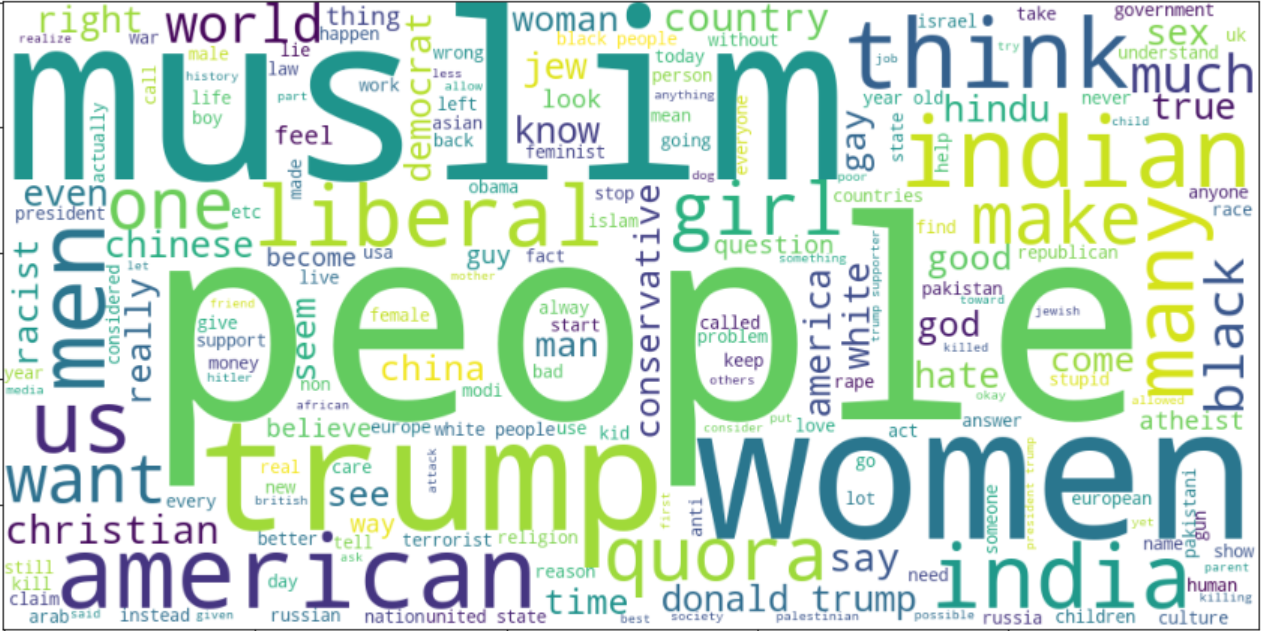 right
world
thing
woman
country
israel
take
government
realize
war
lie
happen
democrat
black people
without
sex
uk
muslim
think
try
understand
male
law
wrong
today
job
much
call
history
work
less
jew
person
life
part
allow
look
anything
year old
never
true
boy
left
mean
hindu
actually
feel
asian
know
everyone
gay
state
child
back
going
help
indian
feminist
made
dog
poor
even
one
obama
stop
girl
countries
anyone
president
etc
liberal
islam
conservative
find
make
race
men
chinese
question
many
racist
let
become
usa
guy
fact
something
trump supporter
good
republican
considered
really
live
mother
america
white
pakistan
black
toward
friend
seem
female
alway
called
god
jewish
people
give
start
problem
support
man
killed
money
china
keep
come
year
hitler
bad
others
rape
hate
stupid
media
non
modi
okay
african
allowed
us
believe
europe
white people
use
kid
consider
put
love
act
answer
atheist
want
trump
real
care
attack
women
go
president trump
new
every
british
see
first
anti
lot
european
pakistani
christian
way
someone
gun
better
tell
terrorist
religion
yet
name
ask
quora
say
show
still
american
reason
need
india
parent
kill
day
human
claim
time
donald trump
killing
arab
said
instead
given
russian
nation
united state
best
society
palestinian
possible
russia
children
culture